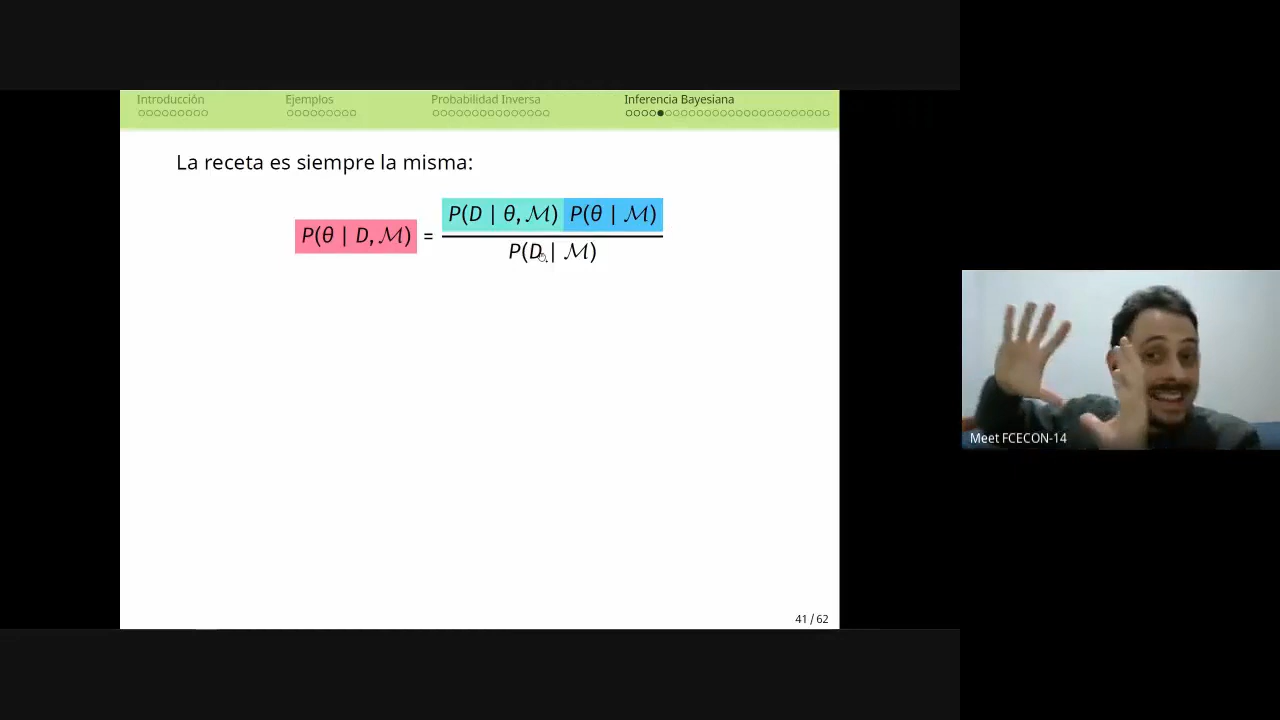 Introducción Ejemplos Probabilidad Inversa Inferencia Bayesiana
La receta es siempre la misma:
P(θ | D, ℳ) = P(D | θ, ℳ) P(θ | ℳ)
P(D | ℳ)
Meet FCECON-14
41 / 62